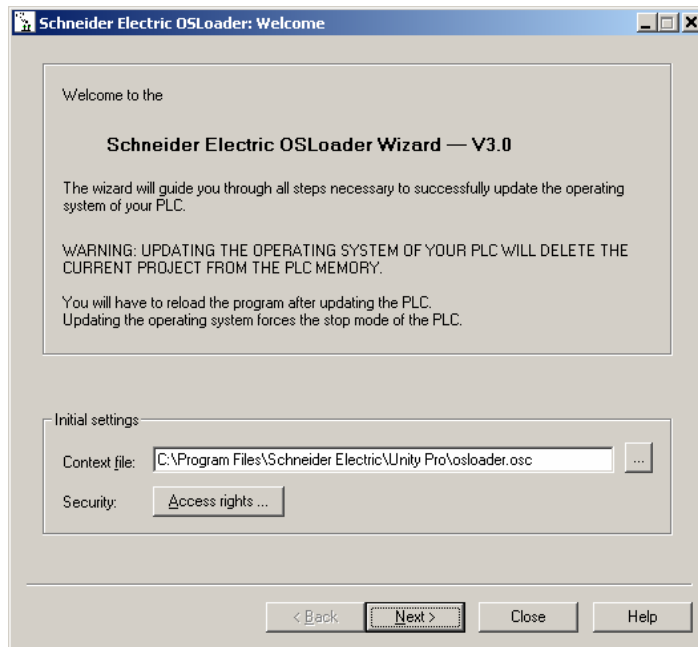 Schneider Electric OSLoader: Welcome
Welcome to the
Schneider Electric OSLoader Wizard — V3.0
The wizard will guide you through all steps necessary to successfully update the operating
system of your PLC.
WARNING: UPDATING THE OPERATING SYSTEM OF YOUR PLC WILL DELETE THE
CURRENT PROJECT FROM THE PLC MEMORY.
You will have to reload the program after updating the PLC.
Updating the operating system forces the stop mode of the PLC.
Initial settings
Context file: C:\Program Files\Schneider Electric\Unity Pro\osloader.osc ...
Security: Access rights ...
< Back Next > Close Help